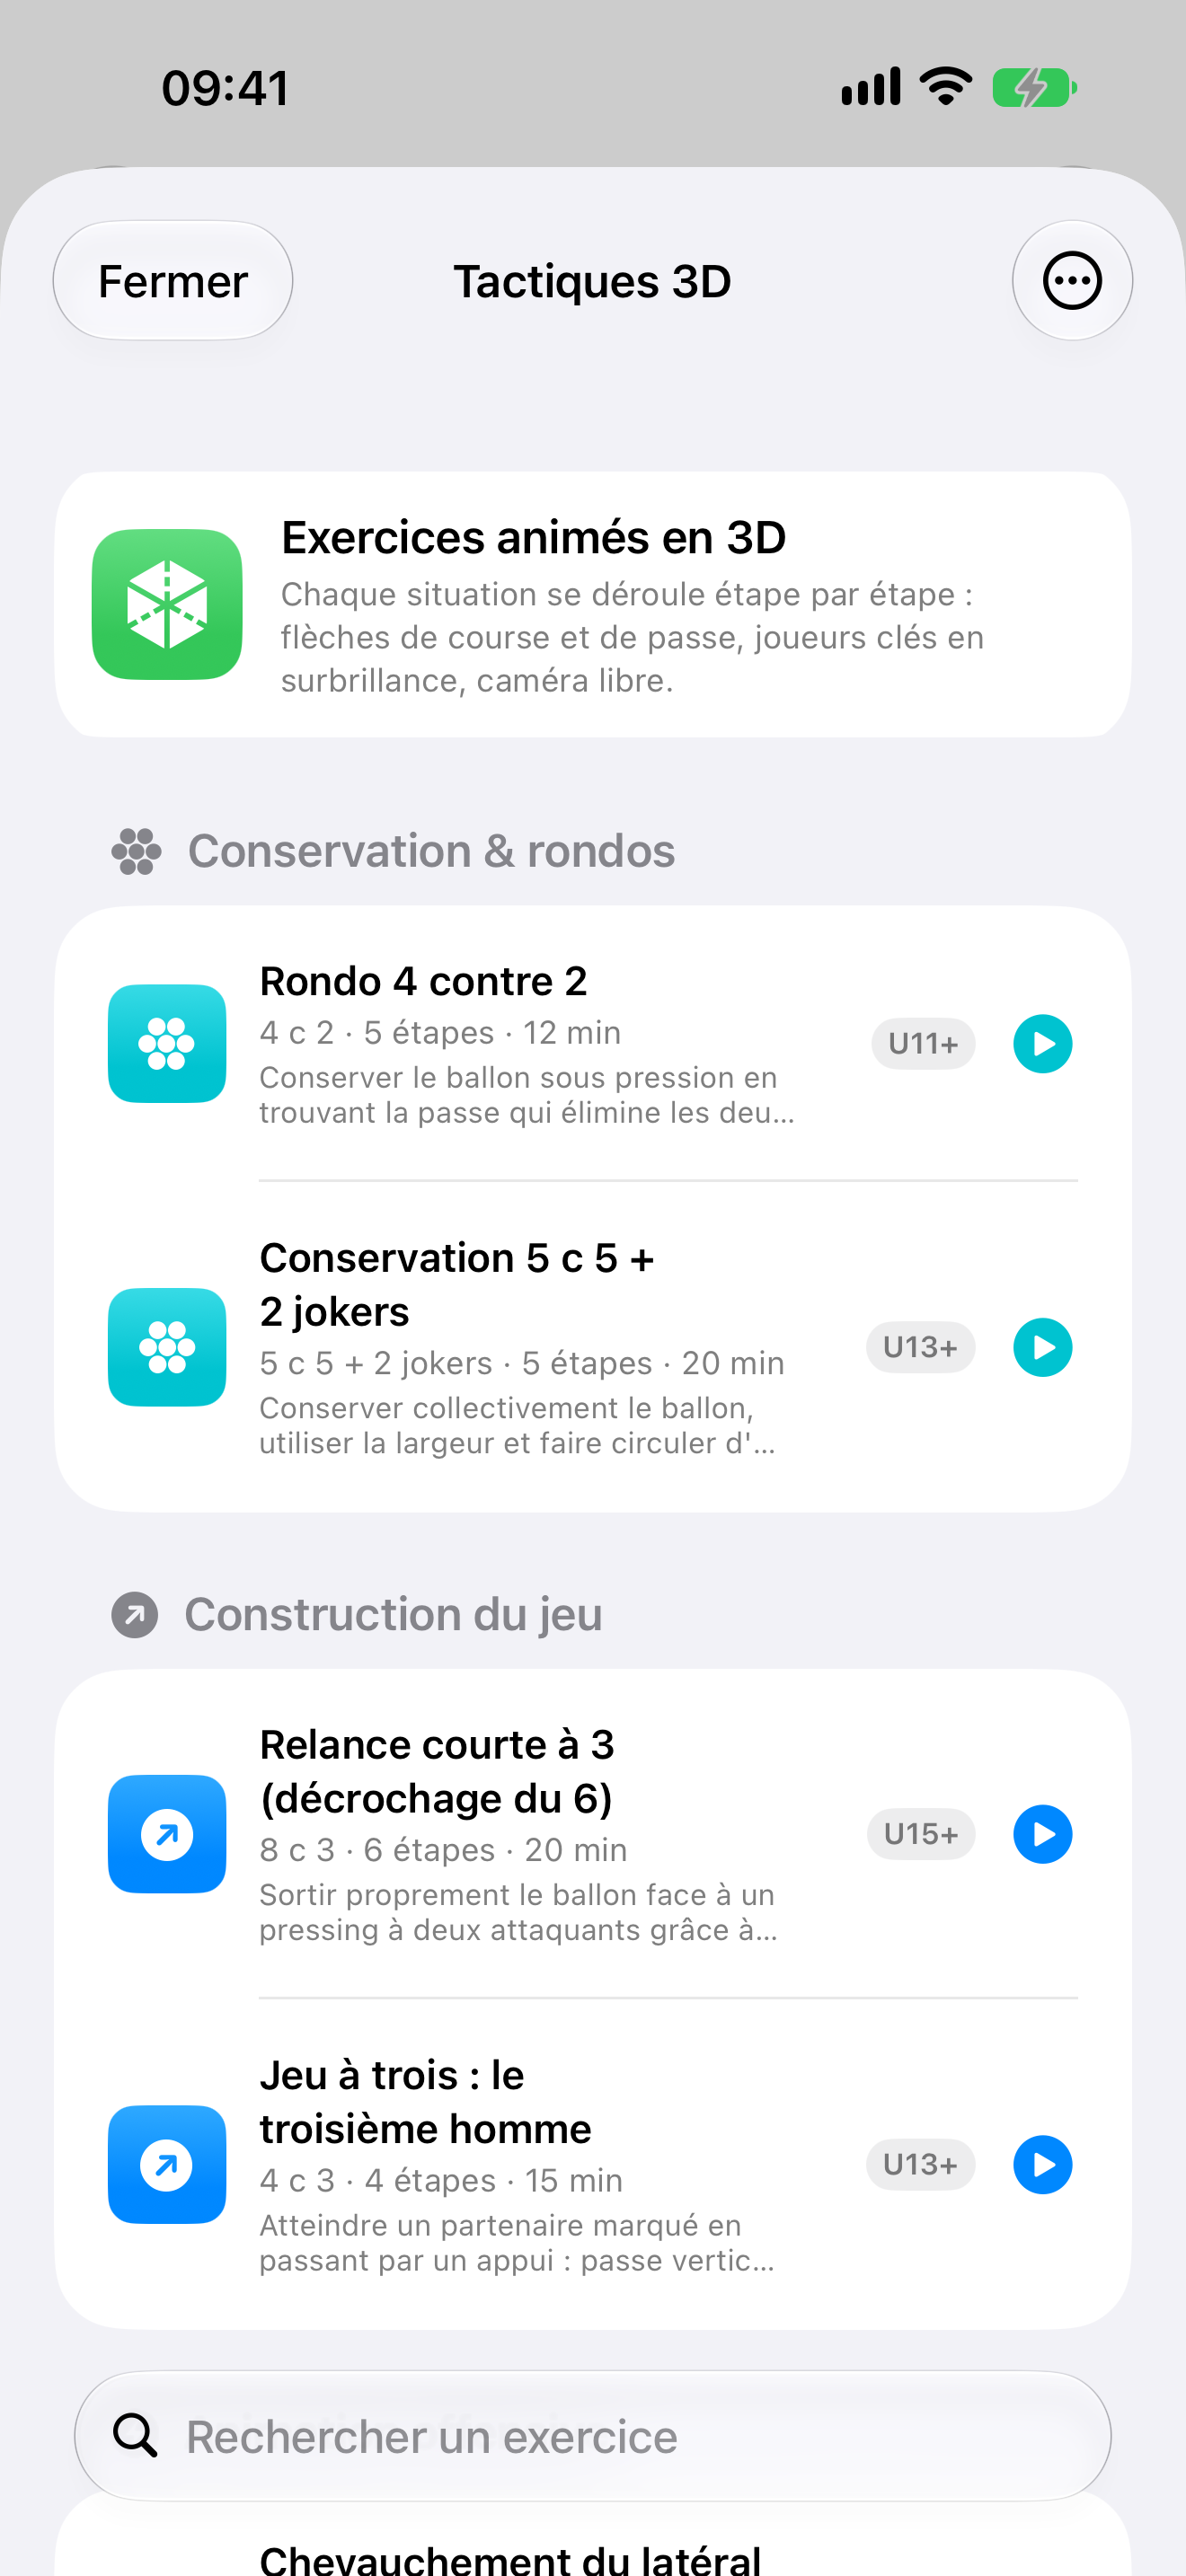 09:41
Fermer
Tactiques 3D
Exercices animés en 3D
Chaque situation se déroule étape par étape :
flèches de course et de passe, joueurs clés en
surbrillance, caméra libre.
Conservation & rondos
Rondo 4 contre 2
4 c 2 · 5 étapes · 12 min
Conserver le ballon sous pression en
trouvant la passe qui élimine les deu...
U11+
Conservation 5 c 5 +
2 jokers
5 c 5 + 2 jokers · 5 étapes · 20 min
Conserver collectivement le ballon,
utiliser la largeur et faire circuler d'...
U13+
Construction du jeu
Relance courte à 3
(décrochage du 6)
8 c 3 · 6 étapes · 20 min
Sortir proprement le ballon face à un
pressing à deux attaquants grâce à...
U15+
Jeu à trois : le
troisième homme
4 c 3 · 4 étapes · 15 min
Atteindre un partenaire marqué en
passant par un appui : passe vertic...
U13+
Rechercher un exercice
Chevauchement du latéral